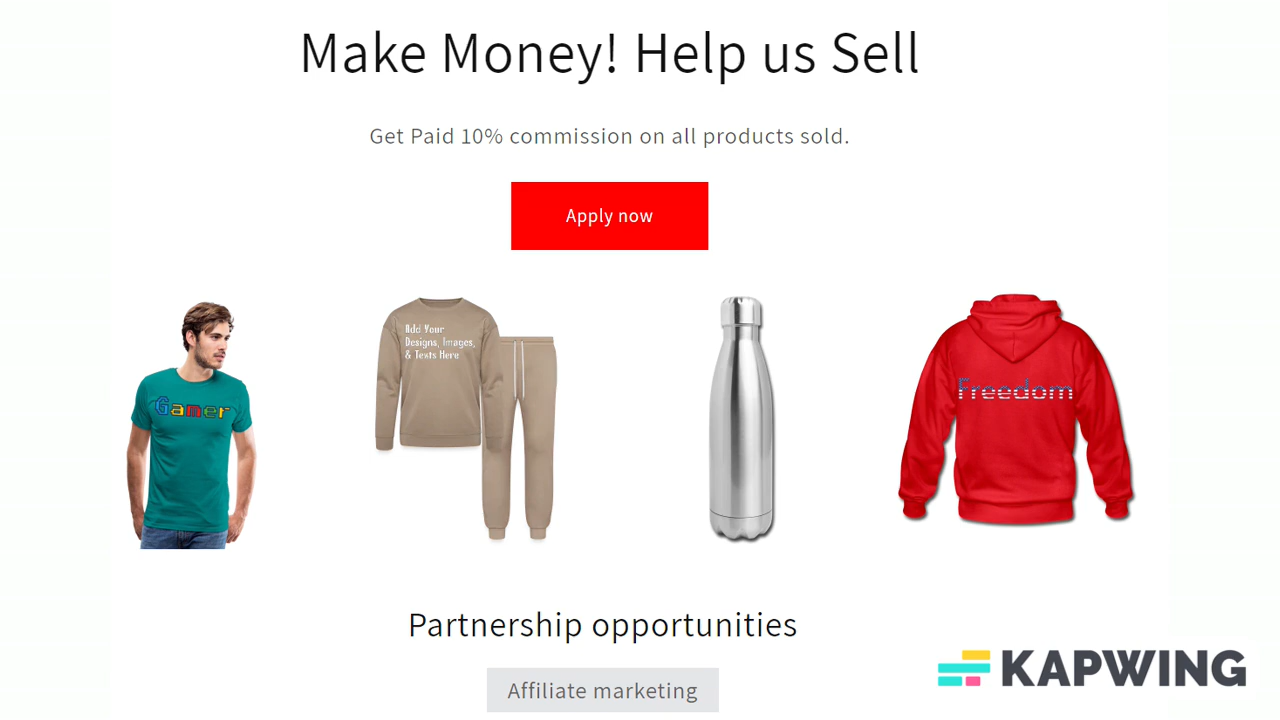 Make Money! Help us Sell
Get Paid 10% commission on all products sold.
Apply now
Gamer
Add Your
Designs, Images,
& Texts Here
Freedom
Partnership opportunities
Affiliate marketing
KAPWING